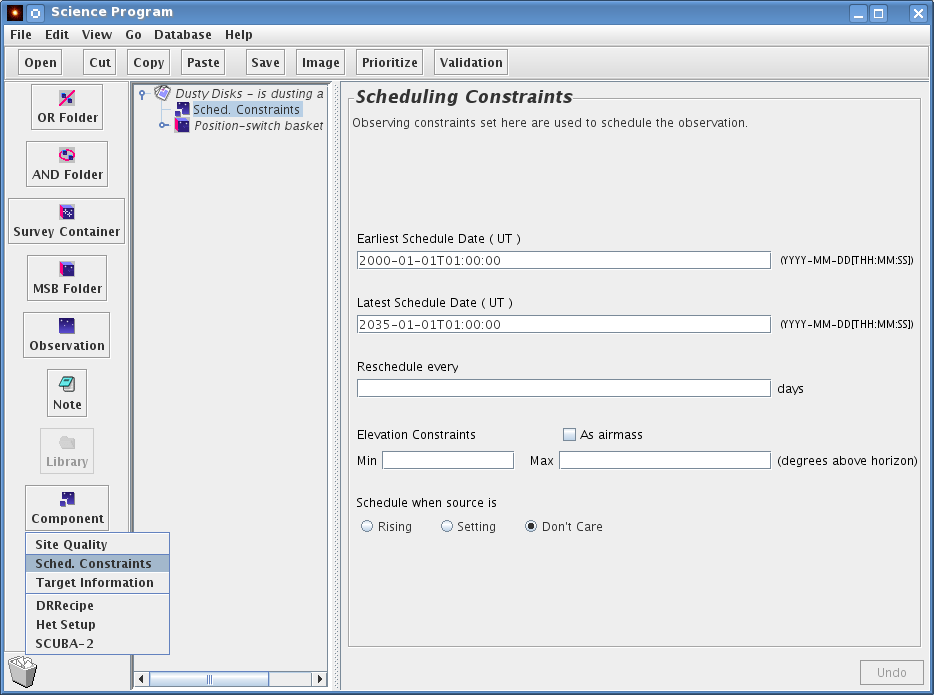 Science Program
File Edit View Go Database Help
Open Cut Copy Paste Save Image Prioritize Validation
OR Folder
AND Folder
Survey Container
MSB Folder
Observation
Note
Library
Component
Site Quality
Sched. Constraints
Target Information
DRRecipe
Het Setup
SCUBA-2
Dusty Disks - is dusting a
Sched. Constraints
Position-switch basket
Scheduling Constraints
Observing constraints set here are used to schedule the observation.
Earliest Schedule Date ( UT )
2000-01-01T01:00:00 (YYYY-MM-DD[THH:MM:SS])
Latest Schedule Date ( UT )
2035-01-01T01:00:00 (YYYY-MM-DD[THH:MM:SS])
Reschedule every
days
Elevation Constraints As airmass
Min Max (degrees above horizon)
Schedule when source is
Rising Setting Don't Care
Undo